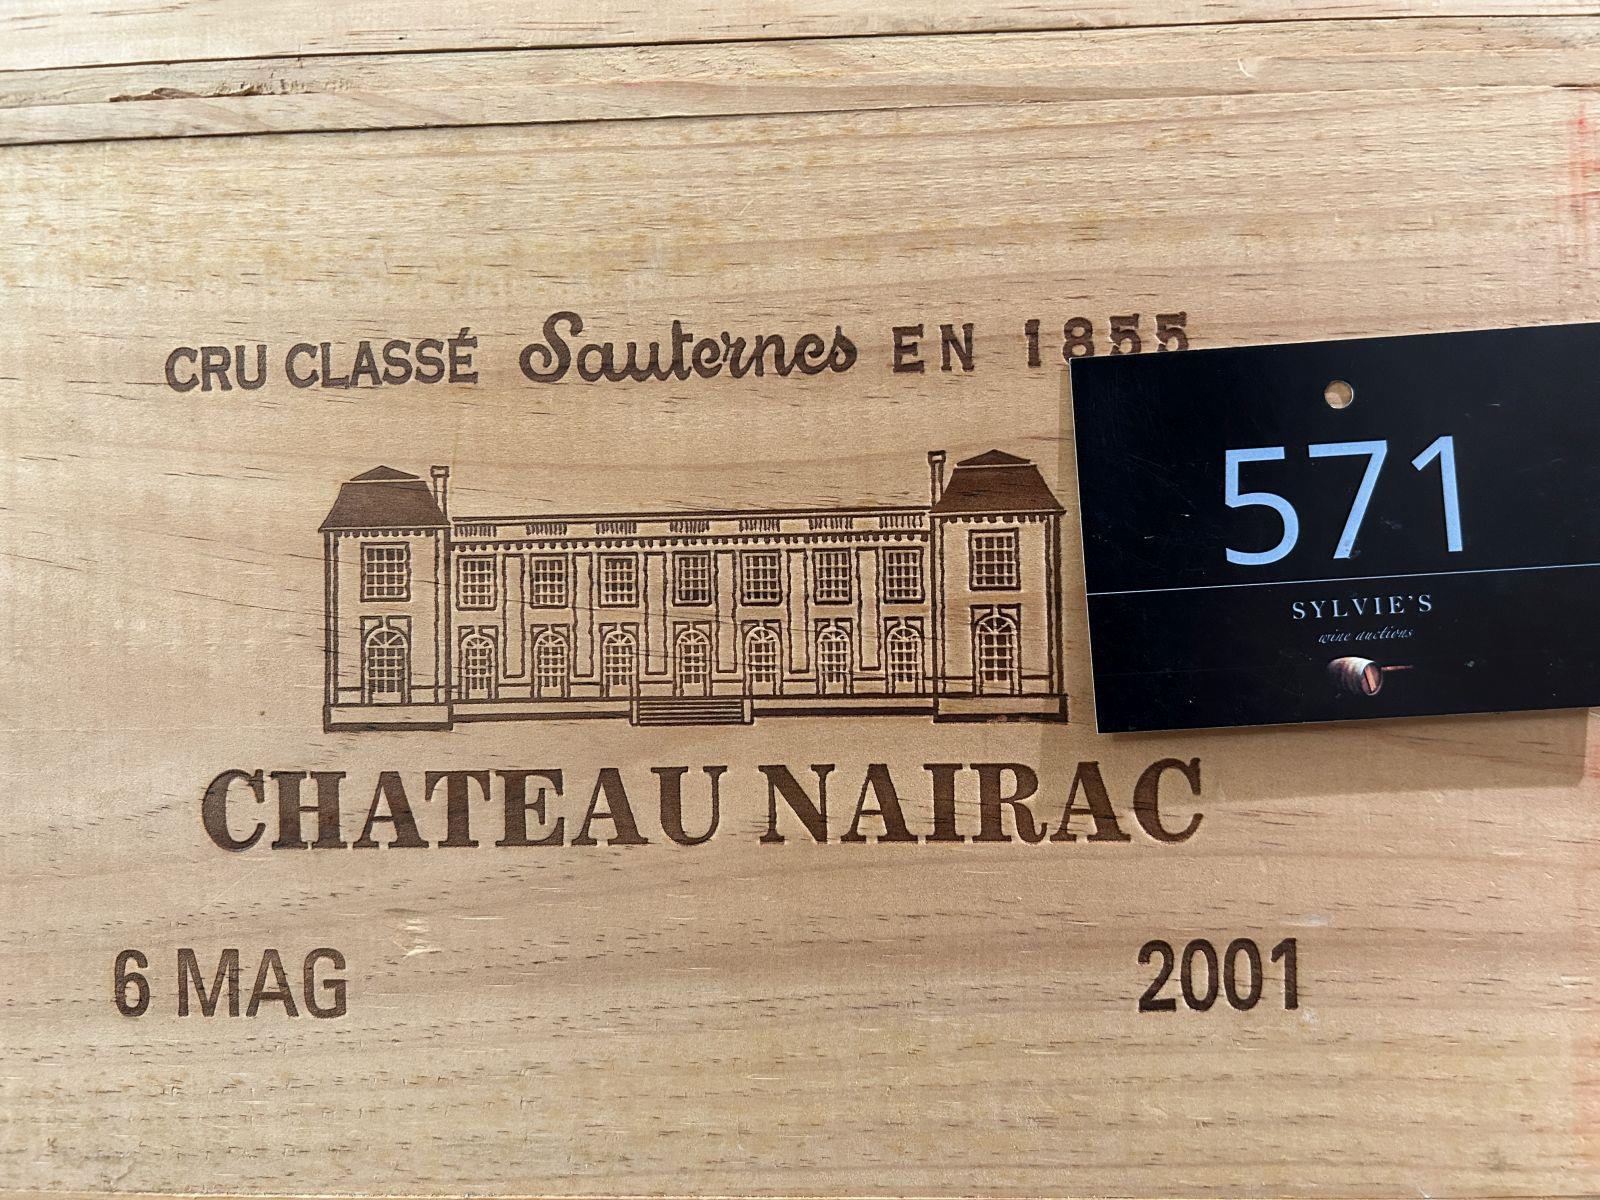 CRU CLASSÉ Sauternes EN 1855
571
SYLVIE'S
wine auctions
CHATEAU NAIRAC
6 MAG
2001